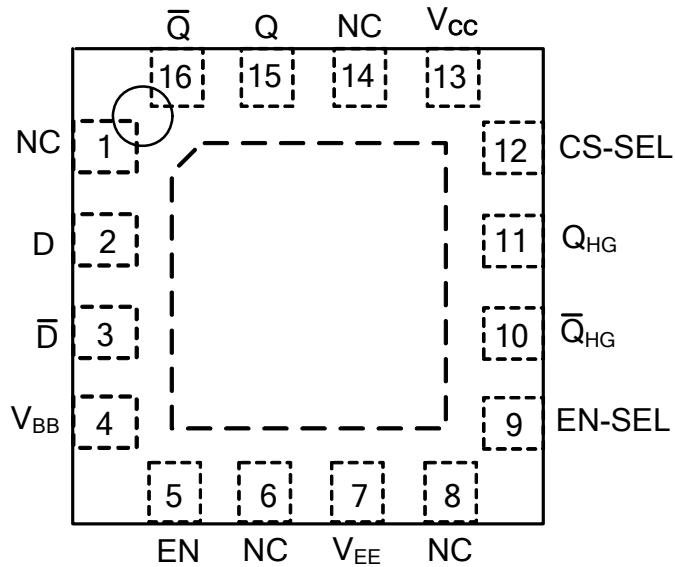 Q̅ Q NC VCC
16 15 14 13
NC 1 12 CS-SEL
D 2 11 QHG
D̅ 3 10 Q̅HG
VBB 4 9 EN-SEL
5 6 7 8
EN NC VEE NC